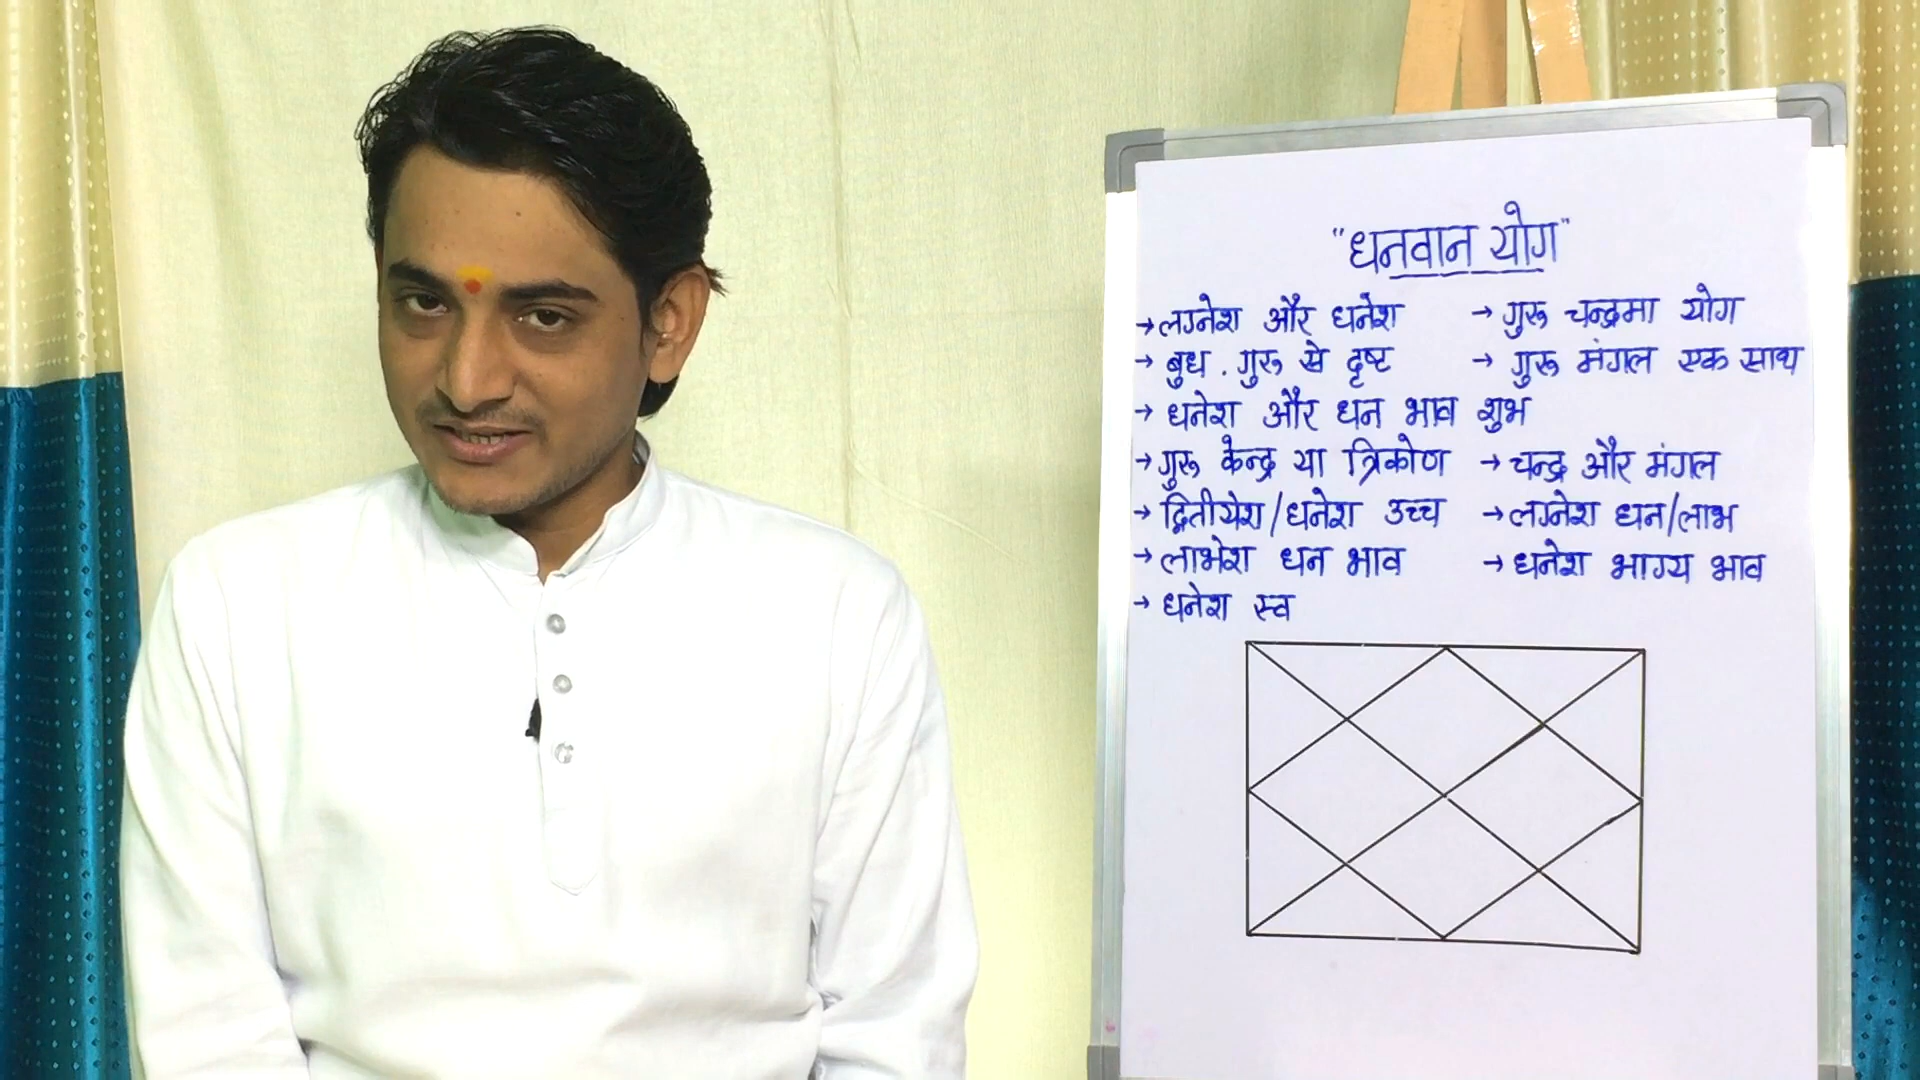 "धनवान योग"
→ लग्नेश और धनेश → गुरू चन्द्रमा योग
→ बुध . गुरू से दृष्ट → गुरू मंगल एक साथ
→ धनेश और धन भाव शुभ
→ गुरू केन्द्र या त्रिकोण → चन्द्र और मंगल
→ द्वितीयेश/धनेश उच्च → लग्नेश धन/लाभ
→ लाभेश धन भाव → धनेश भाग्य भाव
→ धनेश स्व